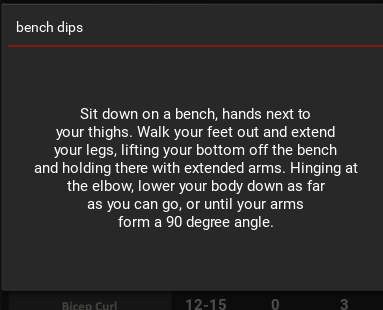 bench dips
Sit down on a bench, hands next to
your thighs. Walk your feet out and extend
your legs, lifting your bottom off the bench
and holding there with extended arms. Hinging at
the elbow, lower your body down as far
as you can go, or until your arms
form a 90 degree angle.
Bicep Curl 12-15 0 3